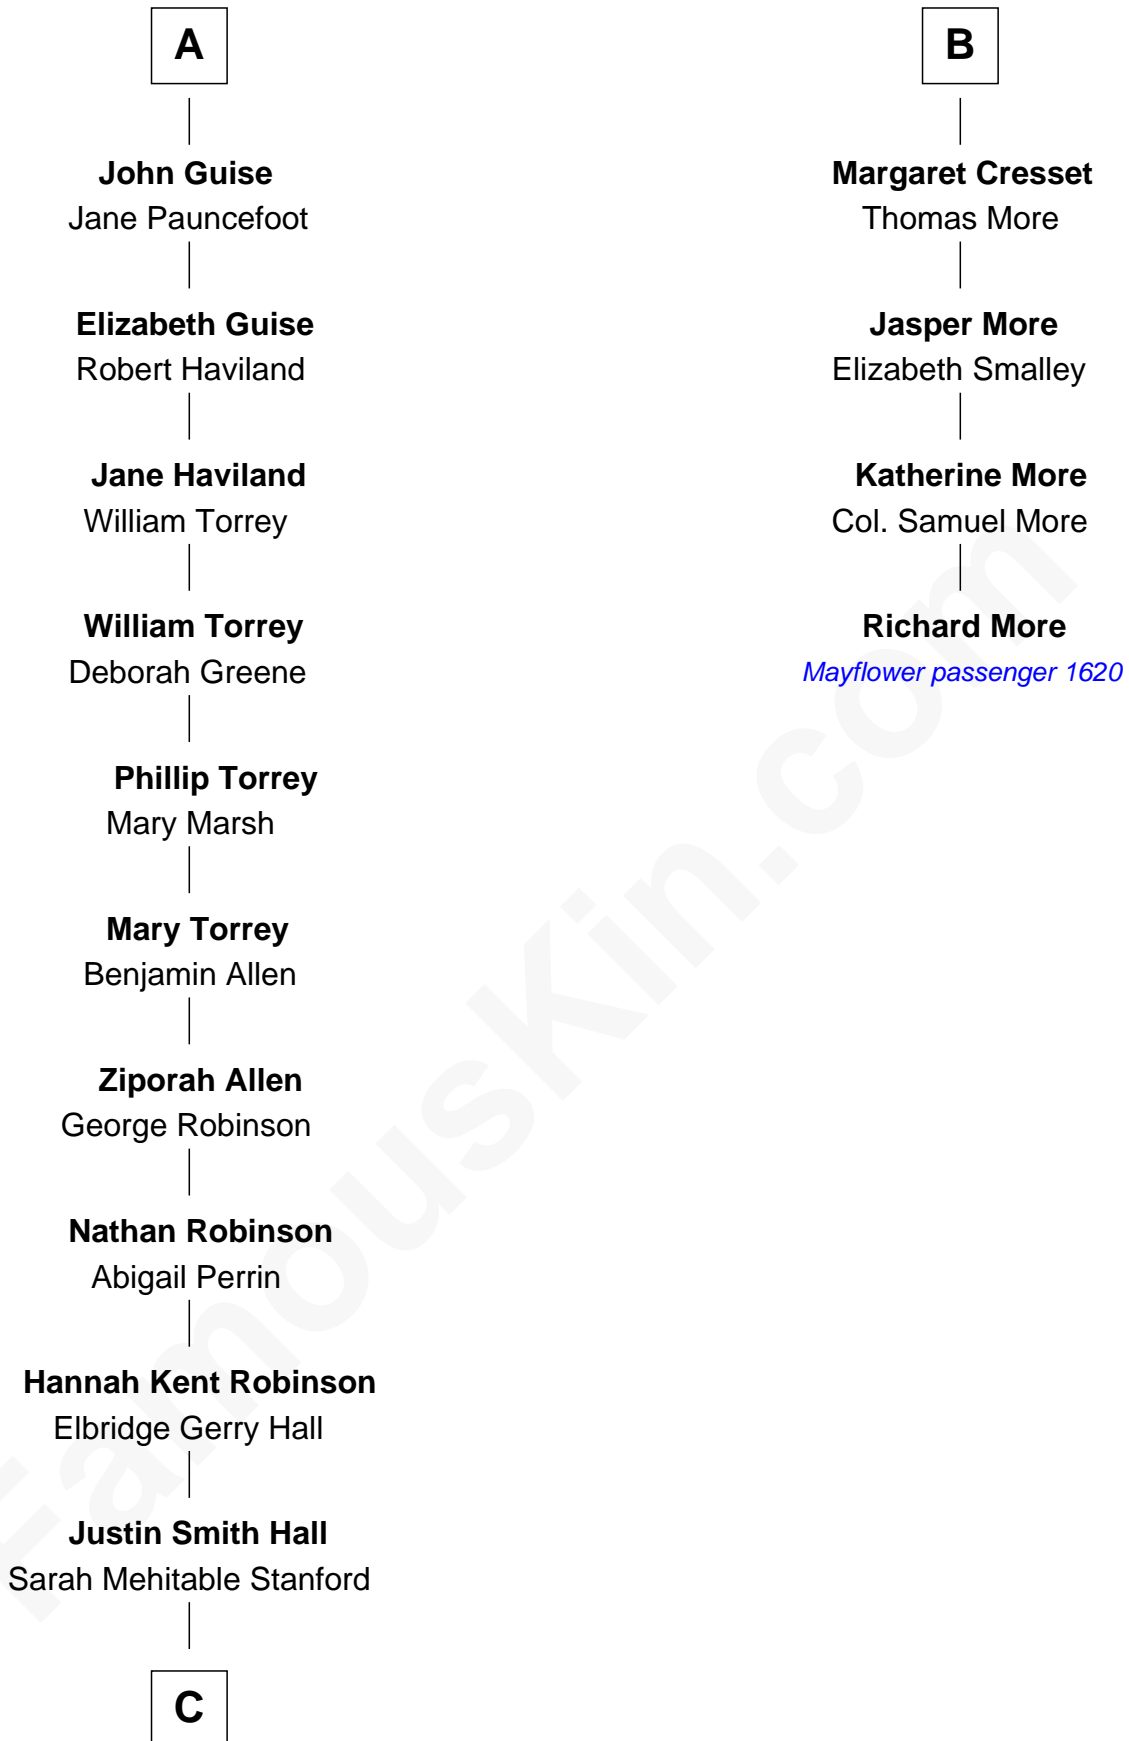 A
John Guise
Jane Pauncefoot
Elizabeth Guise
Robert Haviland
Jane Haviland
William Torrey
William Torrey
Deborah Greene
Phillip Torrey
Mary Marsh
Mary Torrey
Benjamin Allen
Ziporah Allen
George Robinson
Nathan Robinson
Abigail Perrin
Hannah Kent Robinson
Elbridge Gerry Hall
Justin Smith Hall
Sarah Mehitable Stanford
C
B
Margaret Cresset
Thomas More
Jasper More
Elizabeth Smalley
Katherine More
Col. Samuel More
Richard More
Mayflower passenger 1620
FamousKin.com